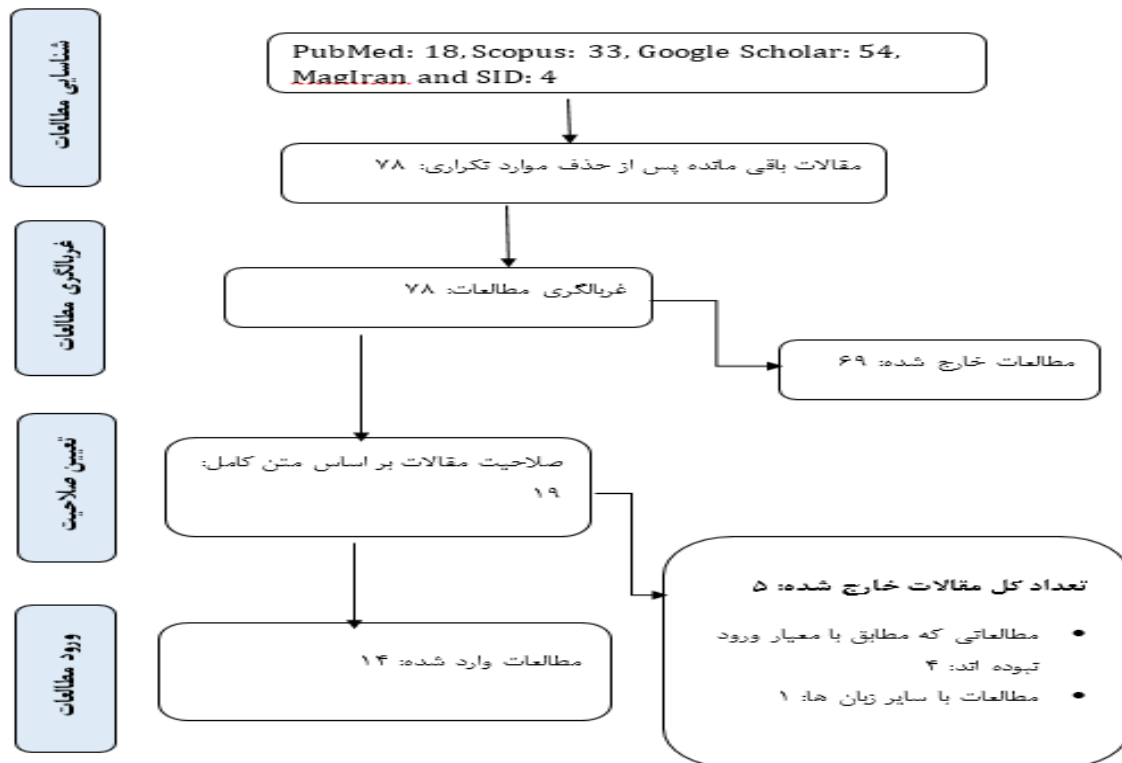 شناسایی مطالعات
PubMed: 18, Scopus: 33, Google Scholar: 54,
MagIran and SID: 4
مقالات باقی مانده پس از حذف موارد تکراری: ۷۸
غربالگری مطالعات
غربالگری مطالعات: ۷۸
مطالعات خارج شده: ۶۹
تعیین صلاحیت
صلاحیت مقالات بر اساس متن کامل:
۱۹
تعداد کل مقالات خارج شده: ۵
• مطالعاتی که مطابق با معیار ورود
نبوده اند: ۴
• مطالعات با سایر زبان ها: ۱
ورود مطالعات
مطالعات وارد شده: ۱۴